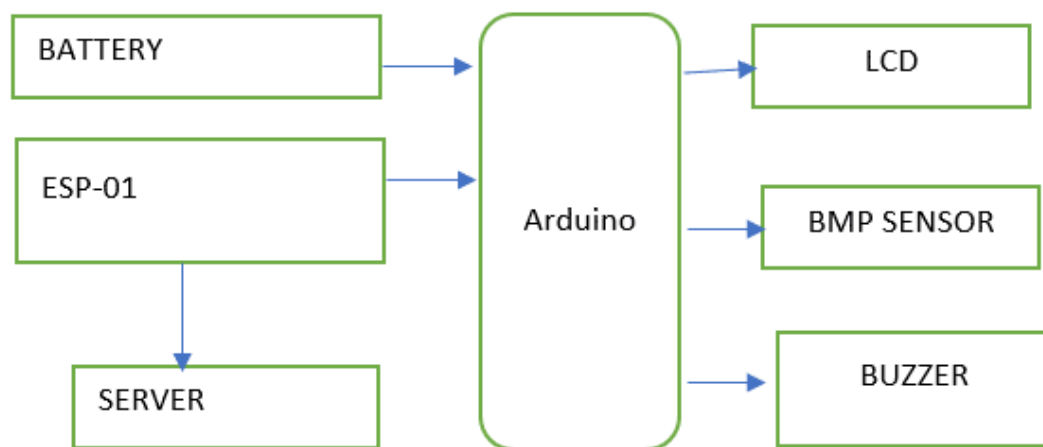 BATTERY
LCD
ESP-01
Arduino
BMP SENSOR
SERVER
BUZZER